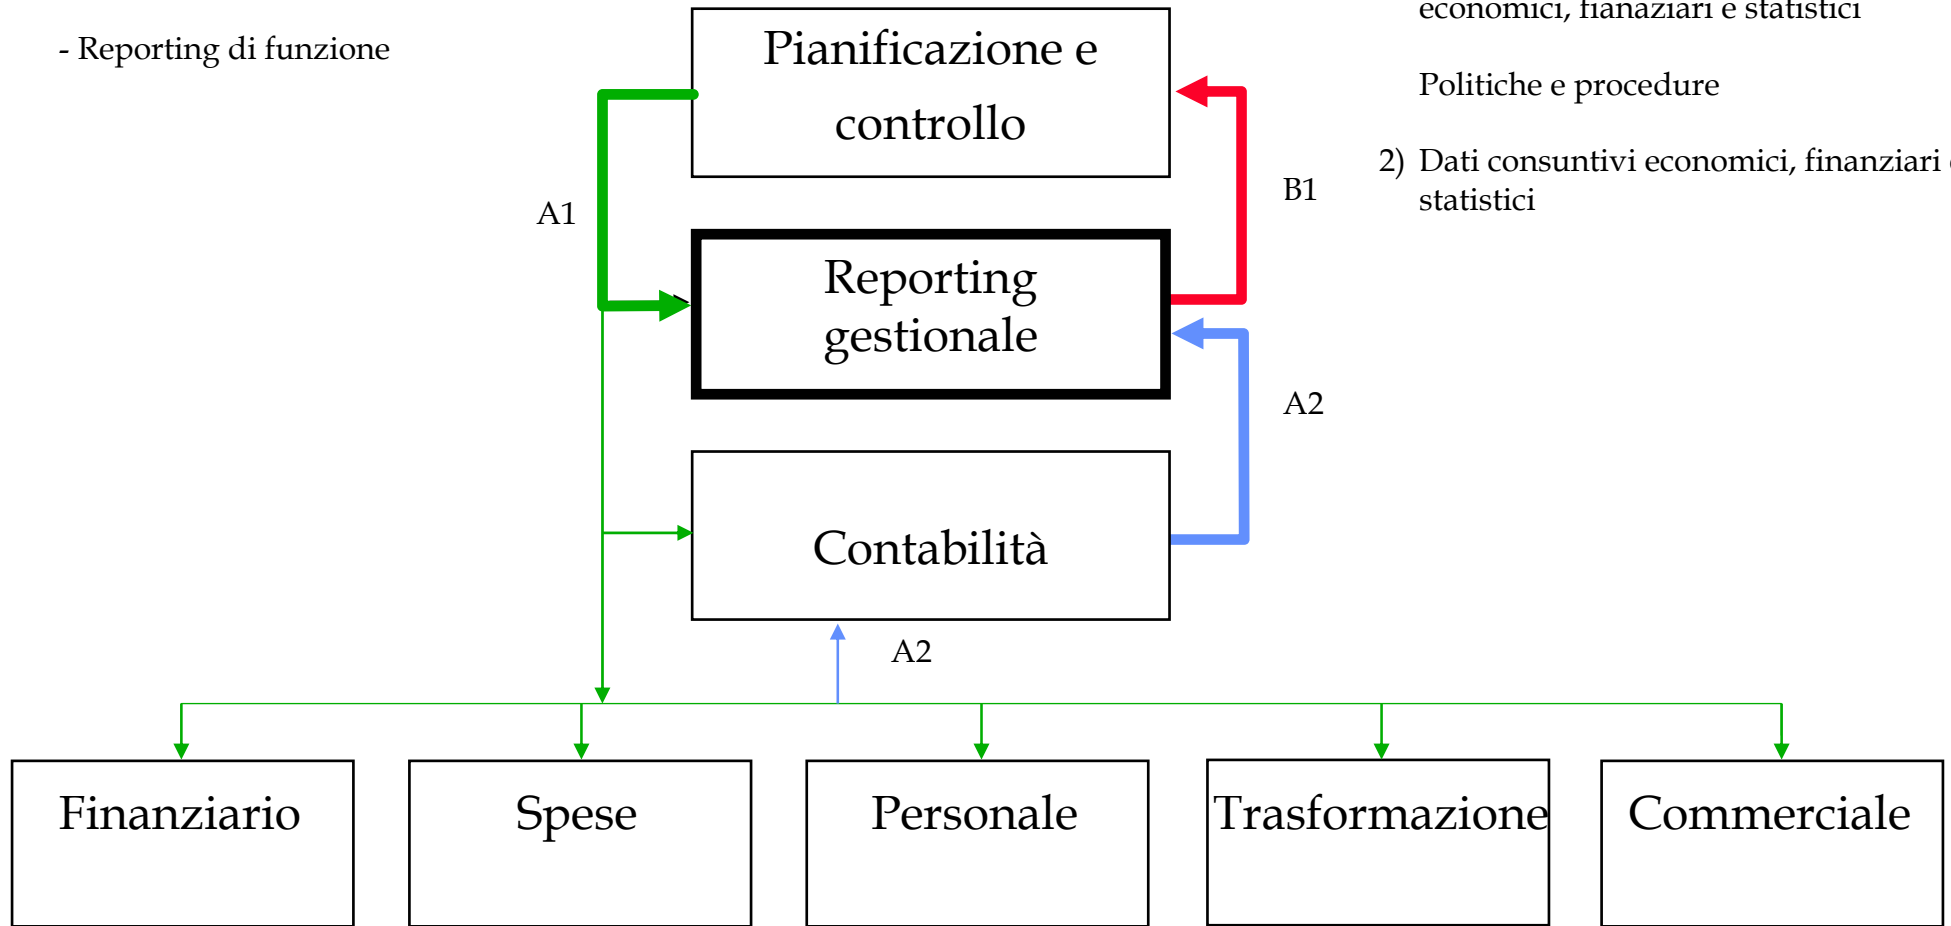 economici, fianaziari e statistici
- Reporting di funzione
Pianificazione e
controllo
Politiche e procedure
2) Dati consuntivi economici, finanziari
statistici
B1
A1
Reporting
gestionale
A2
Contabilità
A2
Finanziario
Spese
Personale
Trasformazione
Commerciale